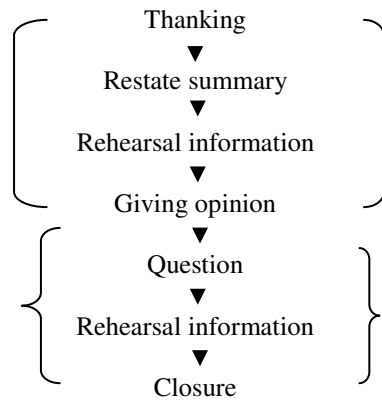 Thanking
Restate summary
Rehearsal information
Giving opinion
Question
Rehearsal information
Closure